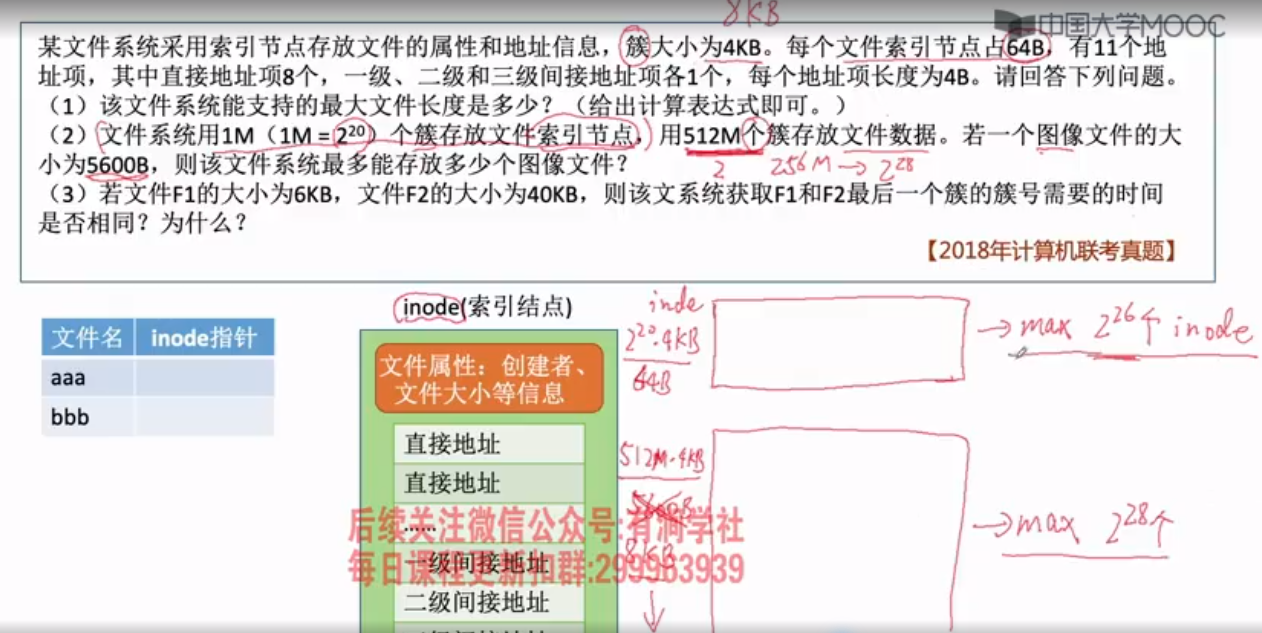 8KB
中国大学MOOC
某文件系统采用索引节点存放文件的属性和地址信息，簇大小为4KB。每个文件索引节点占64B，有11个地
址项，其中直接地址项8个，一级、二级和三级间接地址项各1个，每个地址项长度为4B。请回答下列问题。
（1）该文件系统能支持的最大文件长度是多少？（给出计算表达式即可。）
（2）文件系统用1M（1M = 2²⁰）个簇存放文件索引节点，用512M个簇存放文件数据。若一个图像文件的大
小为5600B，则该文件系统最多能存放多少个图像文件？
2 256M → 2²⁸
（3）若文件F1的大小为6KB，文件F2的大小为40KB，则该文系统获取F1和F2最后一个簇的簇号需要的时间
是否相同？为什么？
【2018年计算机联考真题】
文件名 inode指针
aaa
bbb
inode(索引结点)
文件属性：创建者、
文件大小等信息
直接地址
直接地址
……
一级间接地址
二级间接地址
inde
2²⁰·4KB
64B
→ max 2²⁶个 inode
512M·4KB
8KB
→ max 2²⁸个
后续关注微信公众号:有润学社
每日课程更新扣群:299983939